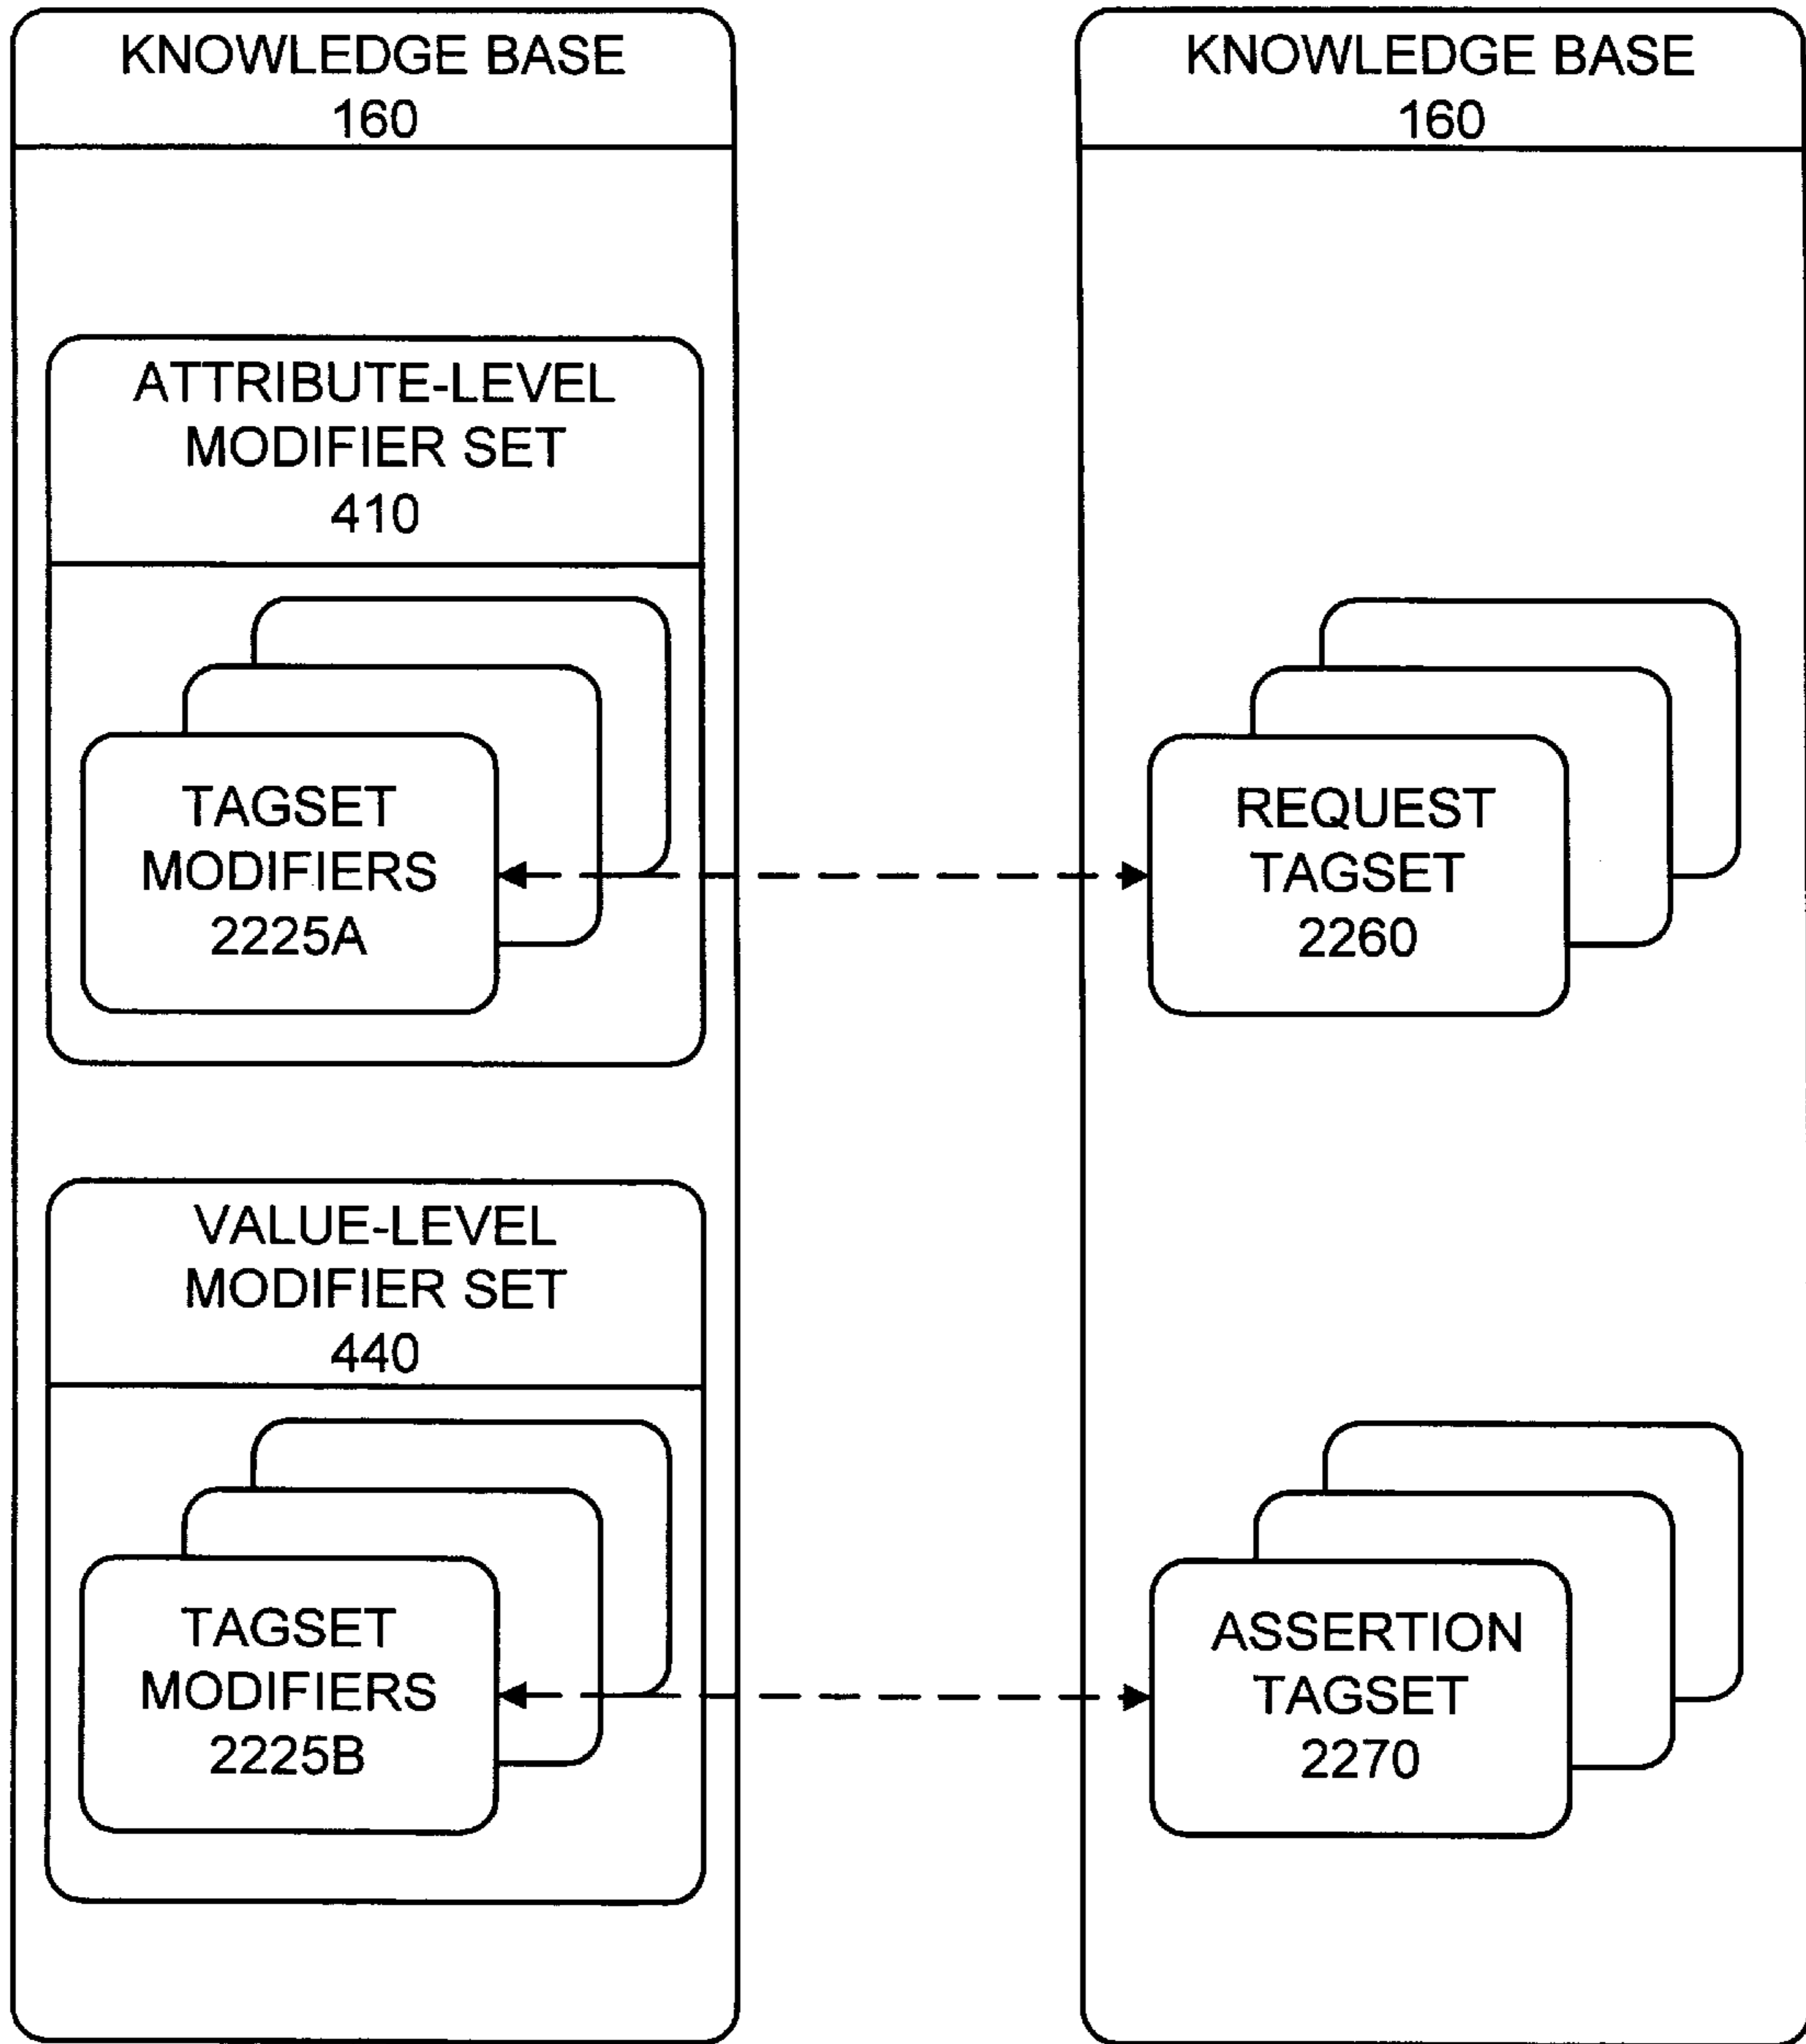 KNOWLEDGE BASE
160
ATTRIBUTE-LEVEL
MODIFIER SET
410
TAGSET
MODIFIERS
2225A
VALUE-LEVEL
MODIFIER SET
440
TAGSET
MODIFIERS
2225B
KNOWLEDGE BASE
160
REQUEST
TAGSET
2260
ASSERTION
TAGSET
2270